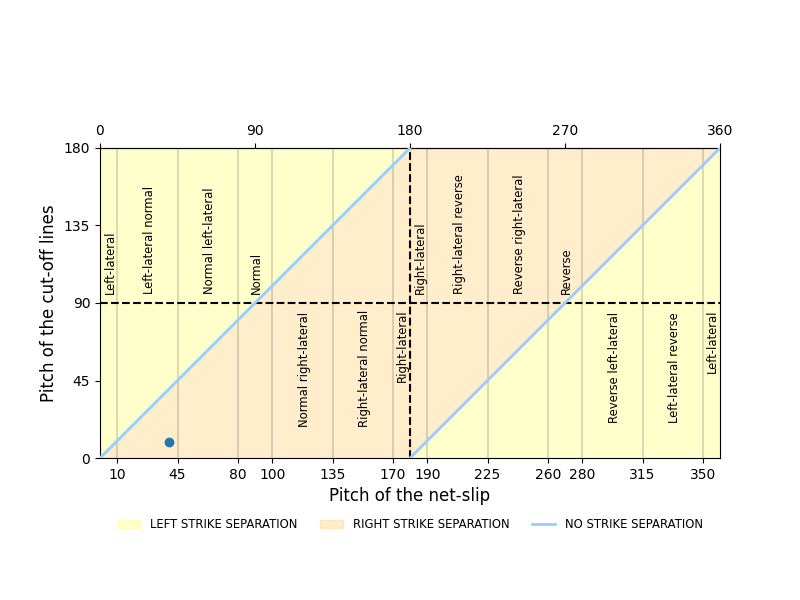 0 90 180 270 360
Pitch of the cut-off lines
180
135
90
45
0
Left-lateral
Left-lateral normal
Normal left-lateral
Normal
Right-lateral
Right-lateral reverse
Reverse right-lateral
Reverse
Normal right-lateral
Right-lateral normal
Right-lateral
Reverse left-lateral
Left-lateral reverse
Left-lateral
10 45 80 100 135 170 190 225 260 280 315 350
Pitch of the net-slip
LEFT STRIKE SEPARATION RIGHT STRIKE SEPARATION NO STRIKE SEPARATION